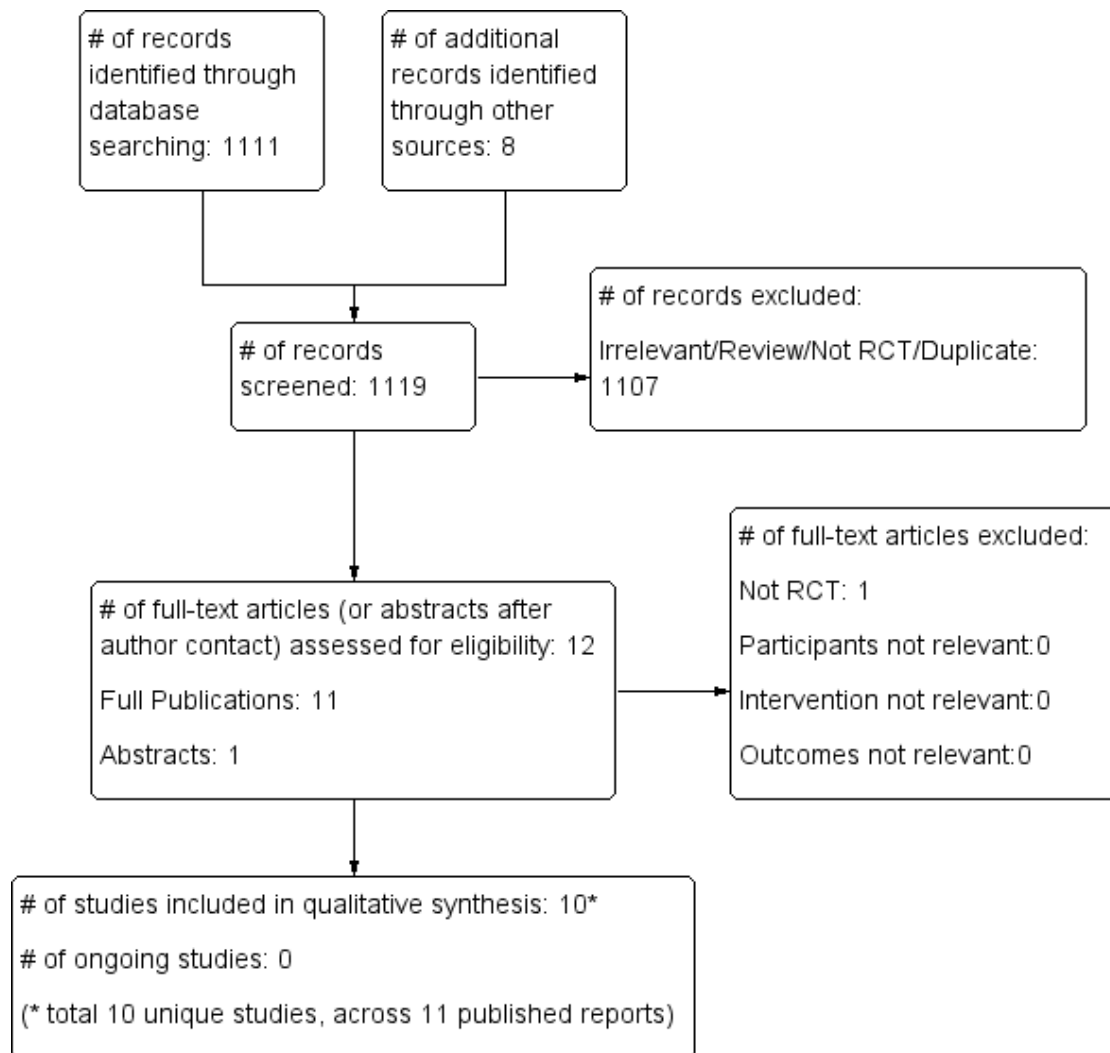 # of records
identified through
database
searching: 1111
# of additional
records identified
through other
sources: 8
# of records
screened: 1119
# of records excluded:
Irrelevant/Review/Not RCT/Duplicate:
1107
# of full-text articles (or abstracts after
author contact) assessed for eligibility: 12
Full Publications: 11
Abstracts: 1
# of full-text articles excluded:
Not RCT: 1
Participants not relevant:0
Intervention not relevant:0
Outcomes not relevant:0
# of studies included in qualitative synthesis: 10*
# of ongoing studies: 0
(* total 10 unique studies, across 11 published reports)